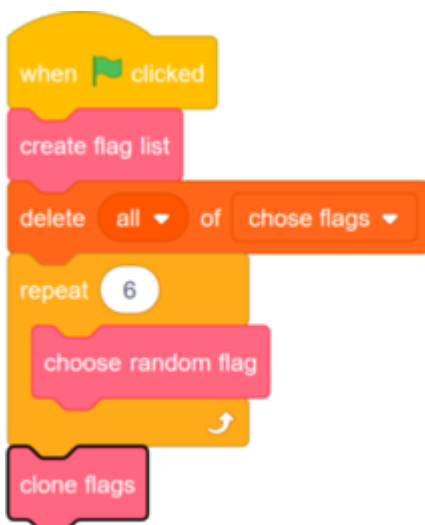 when clicked
create flag list
delete all of chose flags
repeat 6
choose random flag
clone flags